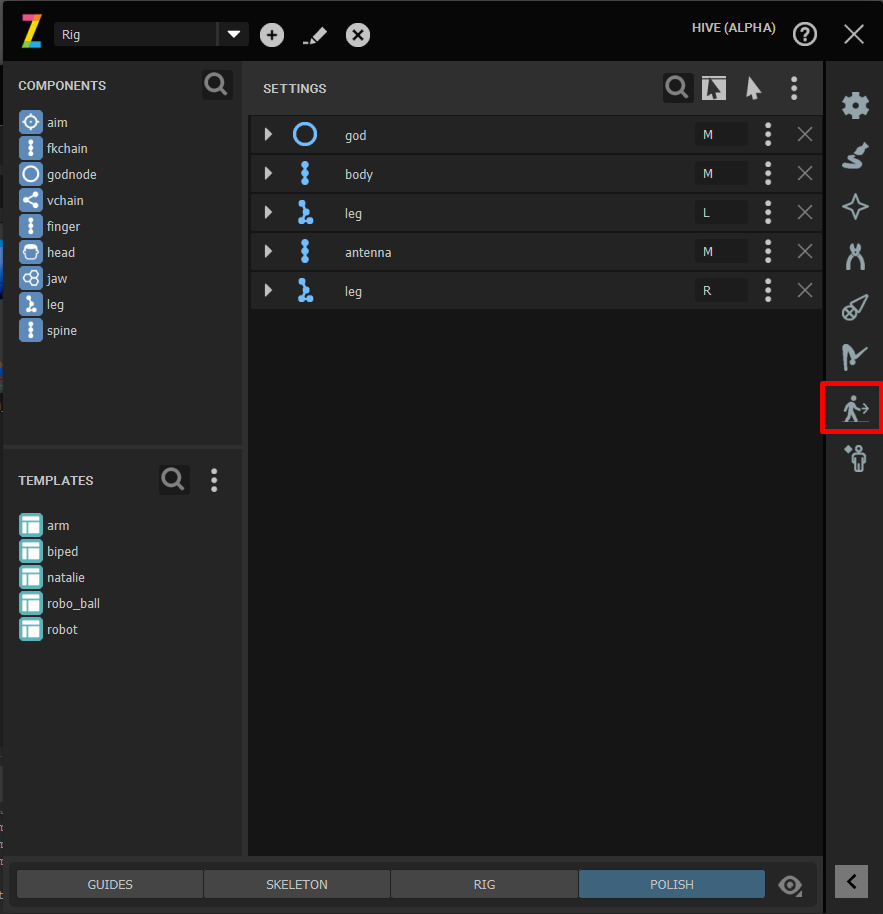 Rig
HIVE (ALPHA)
COMPONENTS
aim
fkchain
godnode
vchain
finger
head
jaw
leg
spine
TEMPLATES
arm
biped
natalie
robo_ball
robot
SETTINGS
god M
body M
leg L
antenna M
leg R
GUIDES SKELETON RIG POLISH